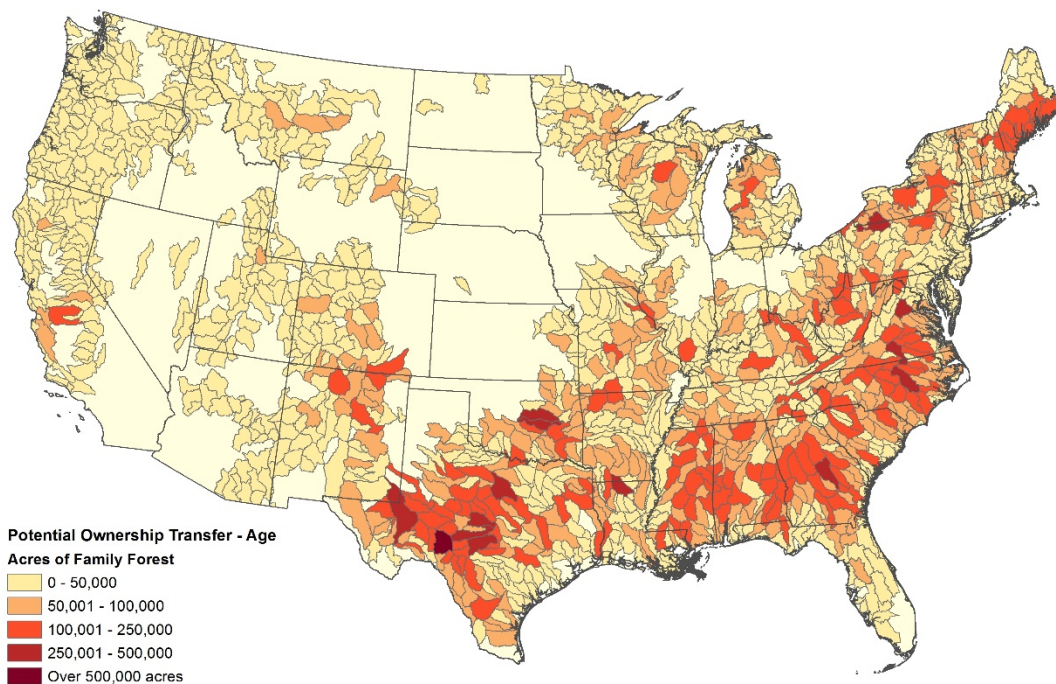 Potential Ownership Transfer - Age
Acres of Family Forest
0 - 50,000
50,001 - 100,000
100,001 - 250,000
250,001 - 500,000
Over 500,000 acres